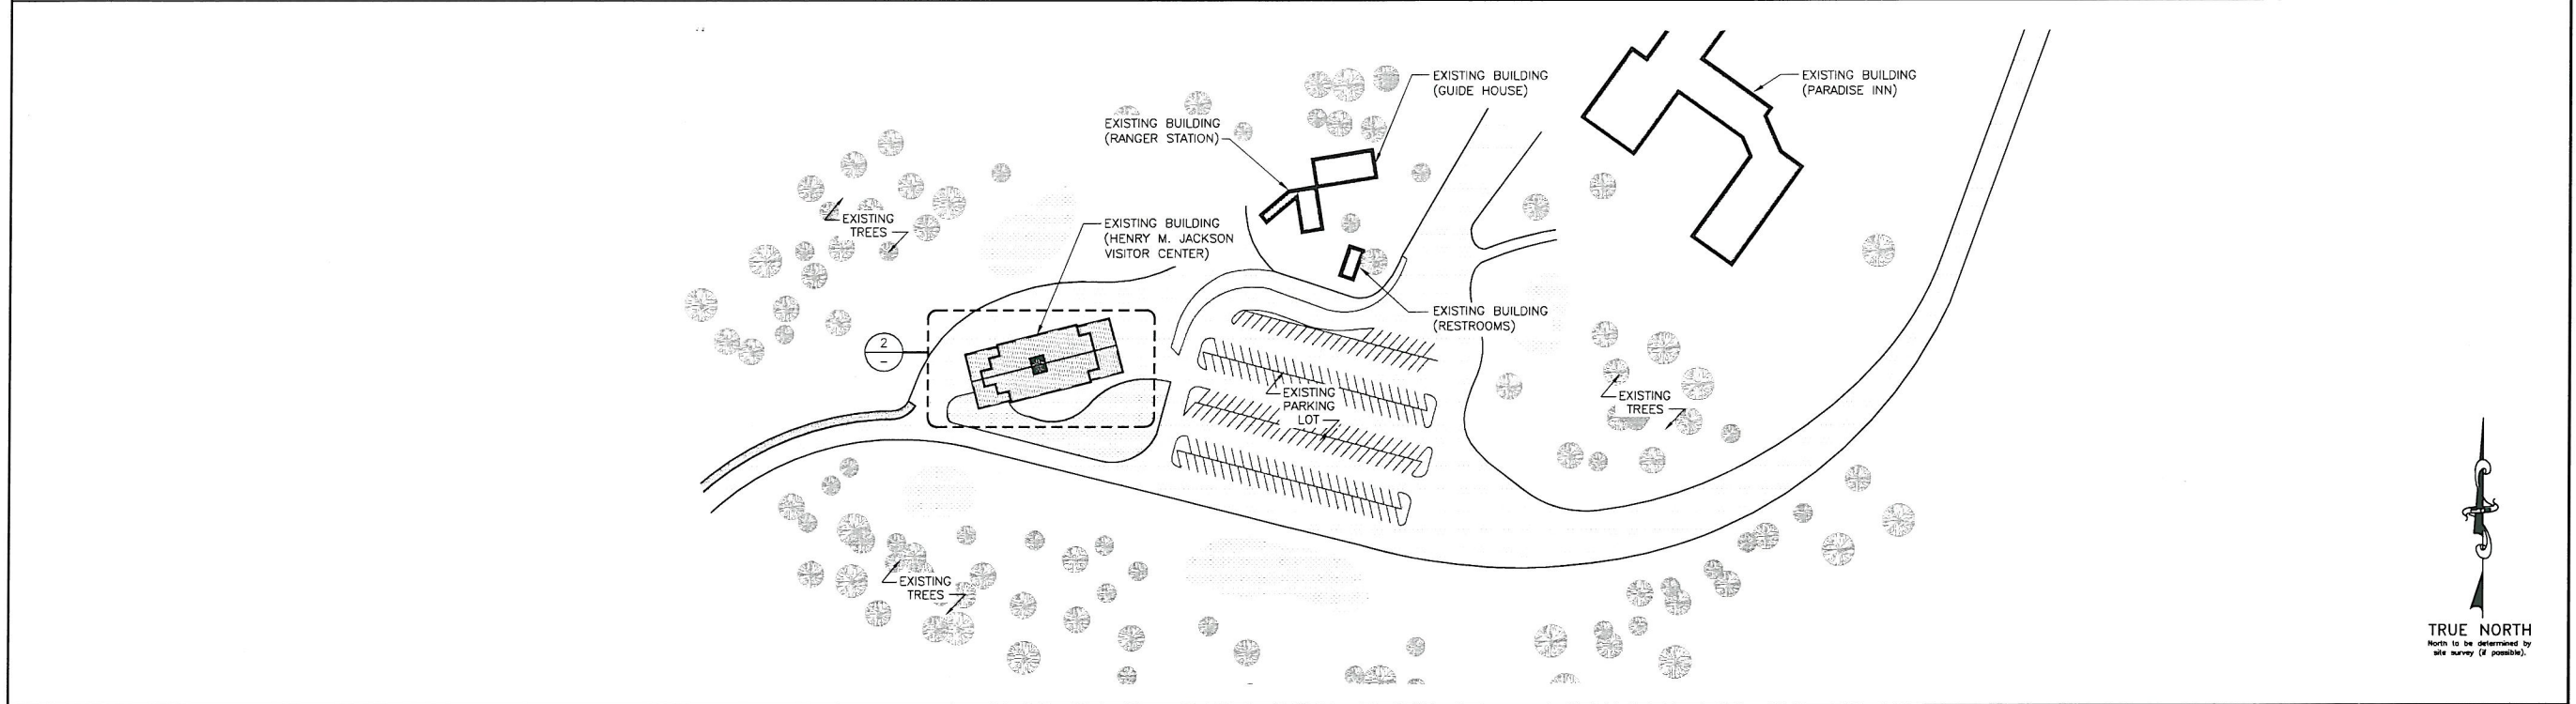 EXISTING BUILDING
(GUIDE HOUSE)
EXISTING BUILDING
(PARADISE INN)
EXISTING BUILDING
(RANGER STATION)
EXISTING
TREES
EXISTING BUILDING
(HENRY M. JACKSON
VISITOR CENTER)
EXISTING BUILDING
(RESTROOMS)
2
–
EXISTING
PARKING
LOT
EXISTING
TREES
EXISTING
TREES
TRUE NORTH
North to be determined by
site survey (if possible).